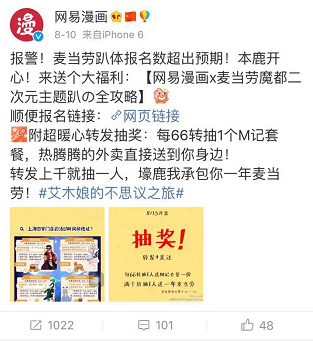 漫
网易漫画
8-10 来自iPhone 6
报警！麦当劳趴体报名数超出预期！本鹿开
心！来送个大福利：【网易漫画x麦当劳魔都二
次元主题趴の全攻略】
顺便报名链接：网页链接
附超暖心转发抽奖：每66转抽1个M记套
餐，热腾腾的外卖直接送到你身边！
转发上千就抽一人，壕鹿我承包你一年麦当
劳！#艾木娘的不思议之旅#
8/15开奖
抽奖！
转发+关注
1022
101
48